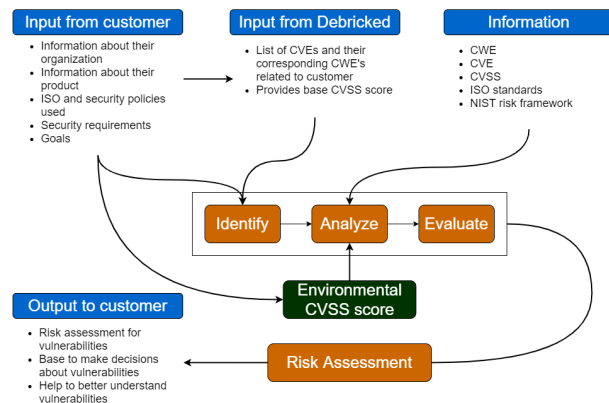 Input from customer
• Information about their
organization
• Information about their
product
• ISO and security policies
used
• Security requirements
• Goals
Input from Debricked
• List of CVEs and their
corresponding CWE's
related to customer
• Provides base CVSS score
Information
• CWE
• CVE
• CVSS
• ISO standards
• NIST risk framework
Identify
Analyze
Evaluate
Environmental
CVSS score
Output to customer
• Risk assessment for
vulnerabilities
• Base to make decisions
about vulnerabilities
• Help to better understand
vulnerabilities
Risk Assessment